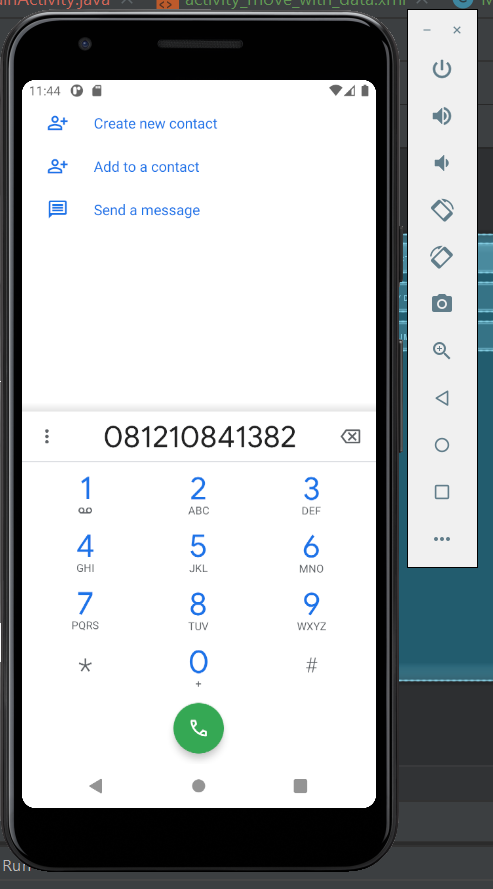 ainActivity.java
activity_move_with_data.xml
11:44
Create new contact
Add to a contact
Send a message
081210841382
1 2 3
ABC DEF
4 5 6
GHI JKL MNO
7 8 9
PQRS TUV WXYZ
* 0 #
+
Run